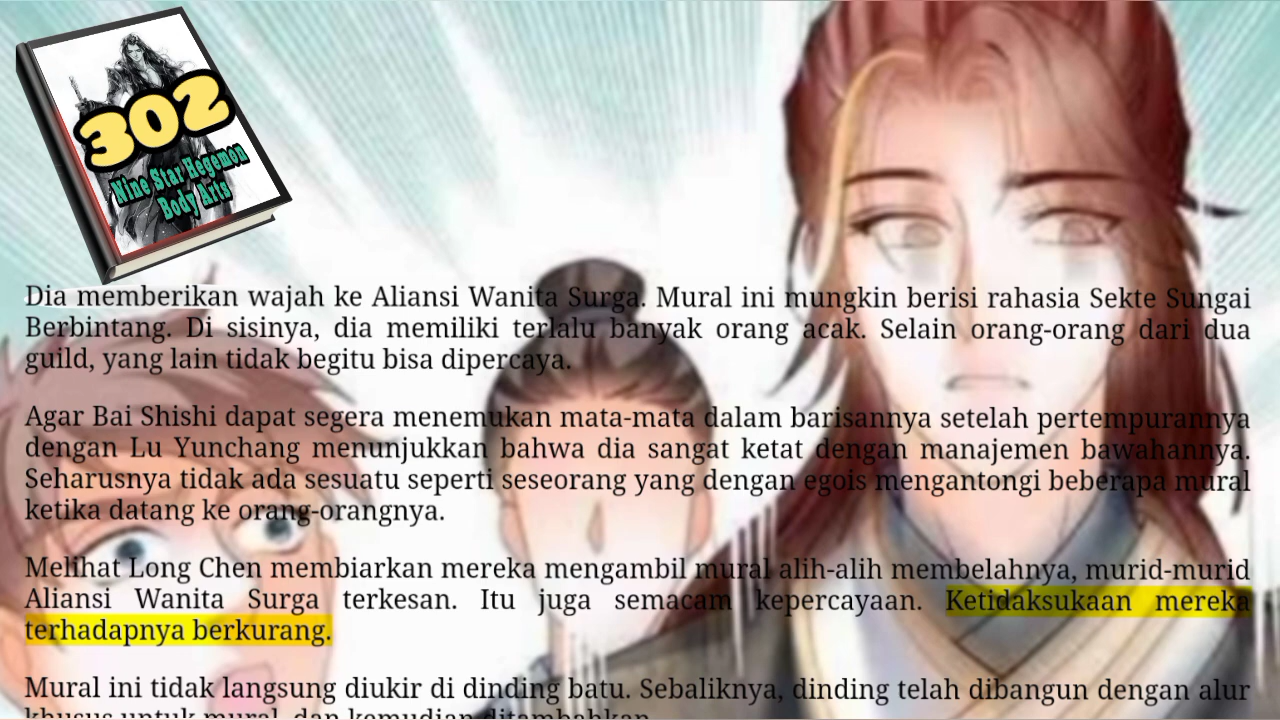 302
Nine Star Hegemon
Body Arts
Dia memberikan wajah ke Aliansi Wanita Surga. Mural ini mungkin berisi rahasia Sekte Sungai
Berbintang. Di sisinya, dia memiliki terlalu banyak orang acak. Selain orang-orang dari dua
guild, yang lain tidak begitu bisa dipercaya.
Agar Bai Shishi dapat segera menemukan mata-mata dalam barisannya setelah pertempurannya
dengan Lu Yunchang menunjukkan bahwa dia sangat ketat dengan manajemen bawahannya.
Seharusnya tidak ada sesuatu seperti seseorang yang dengan egois mengantongi beberapa mural
ketika datang ke orang-orangnya.
Melihat Long Chen membiarkan mereka mengambil mural alih-alih membelahnya, murid-murid
Aliansi Wanita Surga terkesan. Itu juga semacam kepercayaan. Ketidaksukaan mereka
terhadapnya berkurang.
Mural ini tidak langsung diukir di dinding batu. Sebaliknya, dinding telah dibangun dengan alur
khusus untuk mural, dan kemudian ditambahkan.